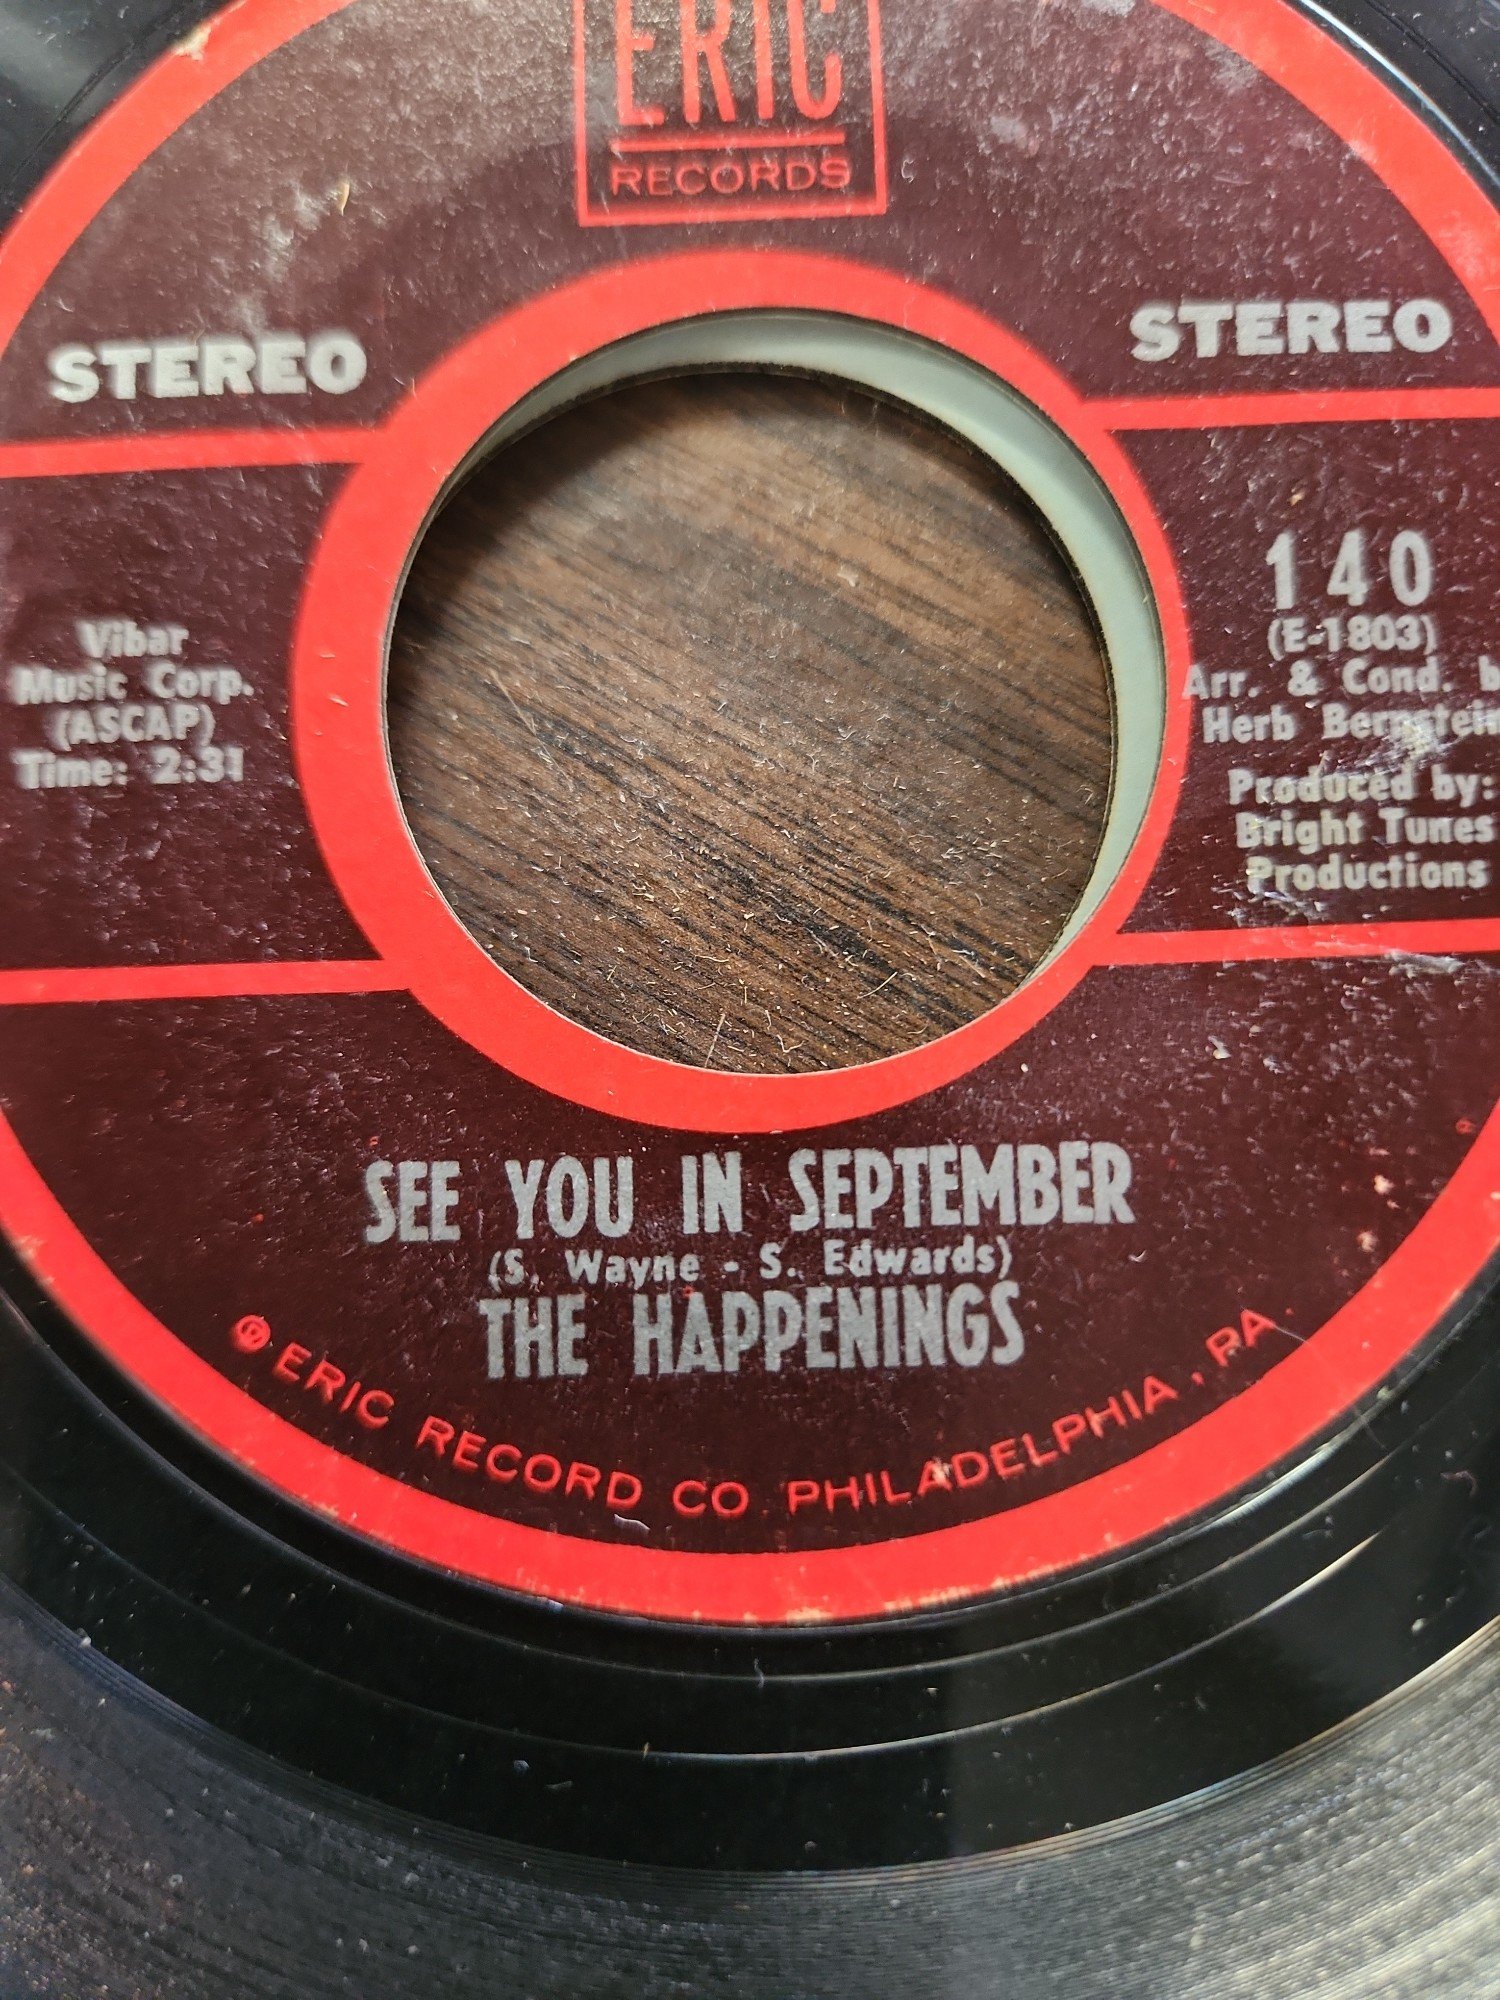 ERIC
RECORDS
STEREO
STEREO
Vibar
Music Corp.
(ASCAP)
Time: 2:31
140
(E-1803)
Arr. & Cond. b
Herb Bernstein
Produced by:
Bright Tunes
Productions
SEE YOU IN SEPTEMBER
(S. Wayne - S. Edwards)
THE HAPPENINGS
℗ ERIC RECORD CO. PHILADELPHIA, PA